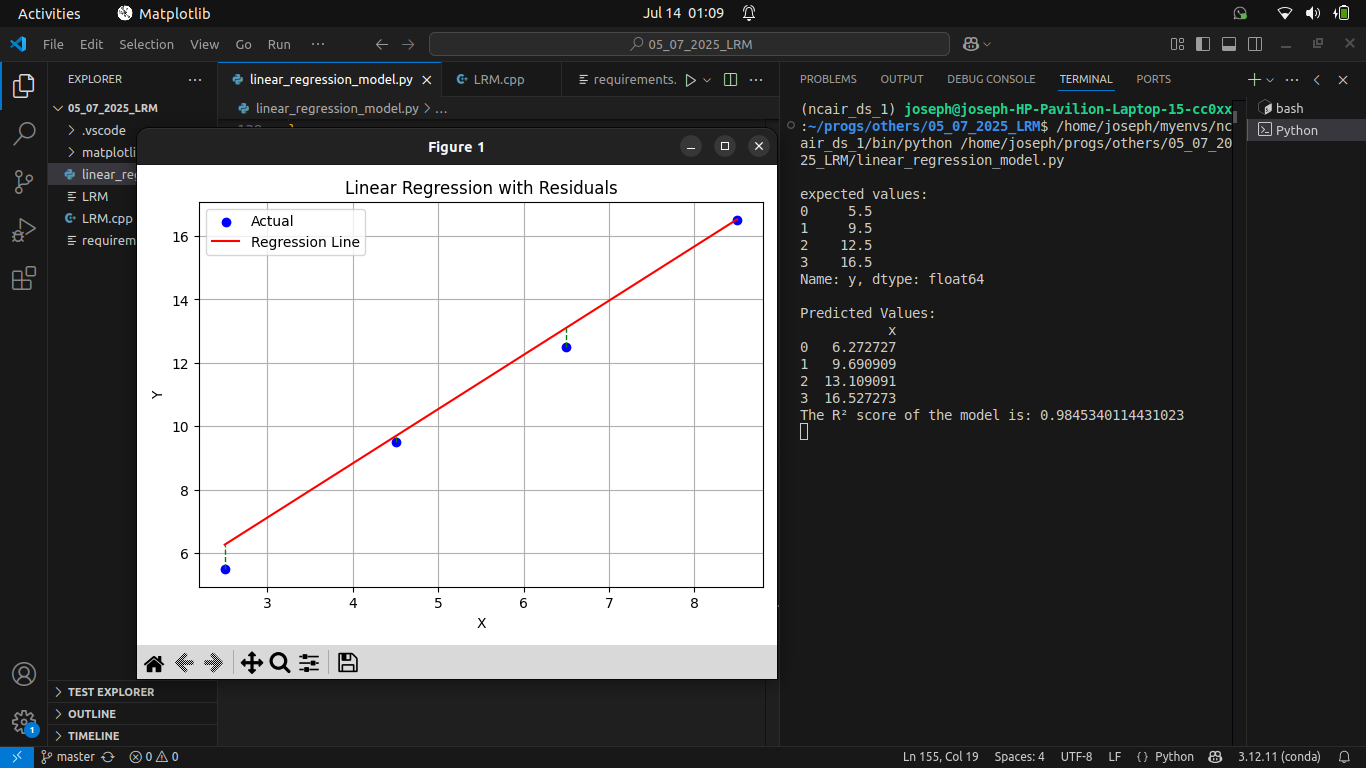 Activities
Matplotlib
Jul 14 01:09
File Edit Selection View Go Run ···
05_07_2025_LRM
EXPLORER
05_07_2025_LRM
.vscode
matplotli
linear_reg
LRM
LRM.cpp
requirem
TEST EXPLORER
OUTLINE
TIMELINE
linear_regression_model.py
LRM.cpp
requirements.
linear_regression_model.py > ...
Figure 1
Linear Regression with Residuals
Actual
Regression Line
16
14
12
10
8
6
Y
3 4 5 6 7 8
X
PROBLEMS OUTPUT DEBUG CONSOLE TERMINAL PORTS
(ncair_ds_1) joseph@joseph-HP-Pavilion-Laptop-15-cc0xx
:~/progs/others/05_07_2025_LRM$ /home/joseph/myenvs/nc
air_ds_1/bin/python /home/joseph/progs/others/05_07_20
25_LRM/linear_regression_model.py
expected values:
0 5.5
1 9.5
2 12.5
3 16.5
Name: y, dtype: float64
Predicted Values:
x
0 6.272727
1 9.690909
2 13.109091
3 16.527273
The R² score of the model is: 0.9845340114431023
bash
Python
1
master
0 0
Ln 155, Col 19
Spaces: 4
UTF-8
LF
{ } Python
3.12.11 (conda)